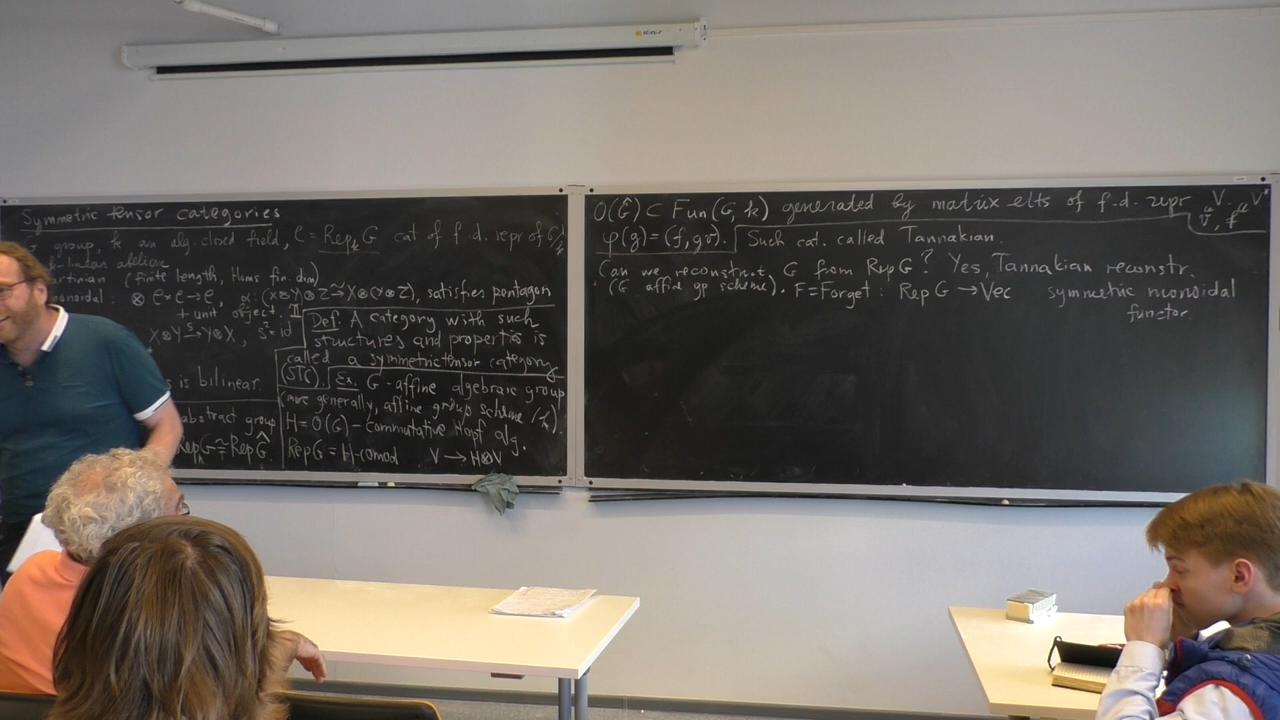 Symmetric tensor categories
group, k an alg. closed field, C = Rep_k G cat of f.d. repr of G/k
k-linear abelian
artinian (finite length, Homs fin. dim)
monoidal: ⊗ C×C→C, α: (X⊗Y)⊗Z ≅ X⊗(Y⊗Z), satisfies pentagon
+ unit object, 1
X⊗Y →^s Y⊗X, s²=id
s is bilinear
abstract group
Rep_k G ≅ Rep Ĝ
Def. A category with such
structures and properties is
called a symmetric tensor category
(STC). Ex. G - affine algebraic group
(more generally, affine group scheme /k).
H = O(G) - commutative Hopf alg.
Rep G = H-comod V → H⊗V
O(Ĝ) ⊂ Fun(G, k) generated by matrix elts of f.d. repr V
φ(g) = (f, gv). Such cat. called Tannakian.
Can we reconstruct G from Rep G? Yes, Tannakian reconstr.
(G affine gp scheme). F=Forget: Rep G → Vec symmetric monoidal
functor.